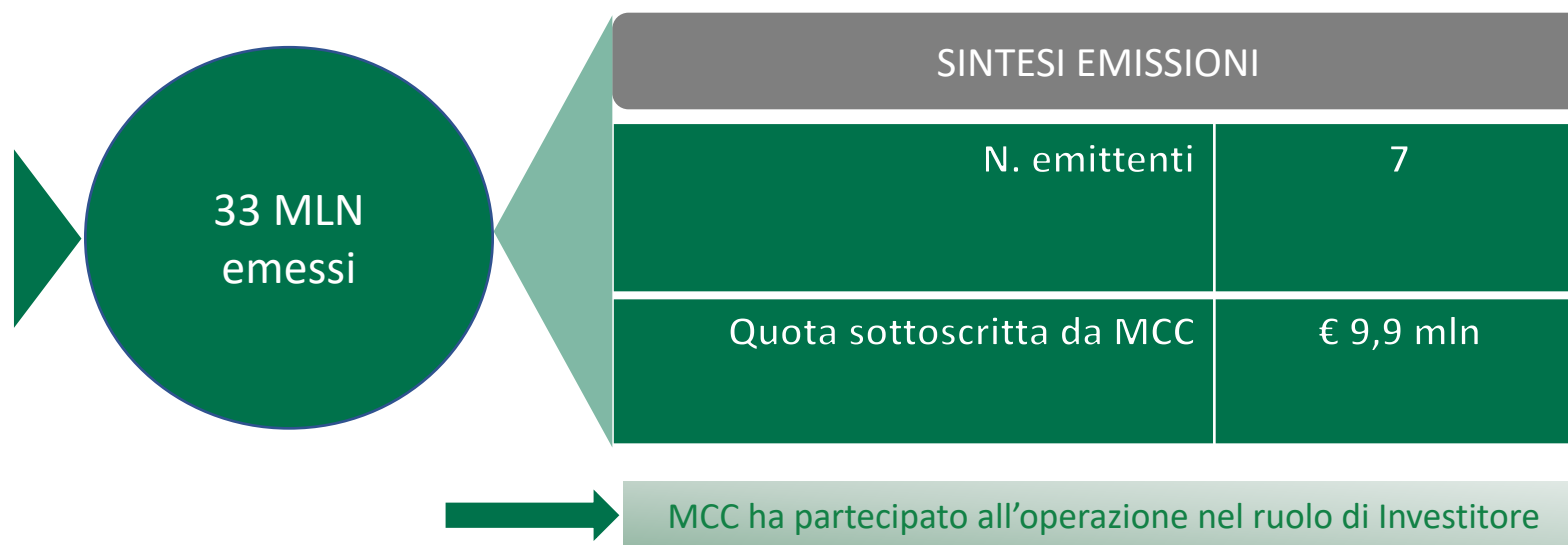 33 MLN
emessi
SINTESI EMISSIONI
N. emittenti 7
Quota sottoscritta da MCC € 9,9 mln
MCC ha partecipato all’operazione nel ruolo di Investitore